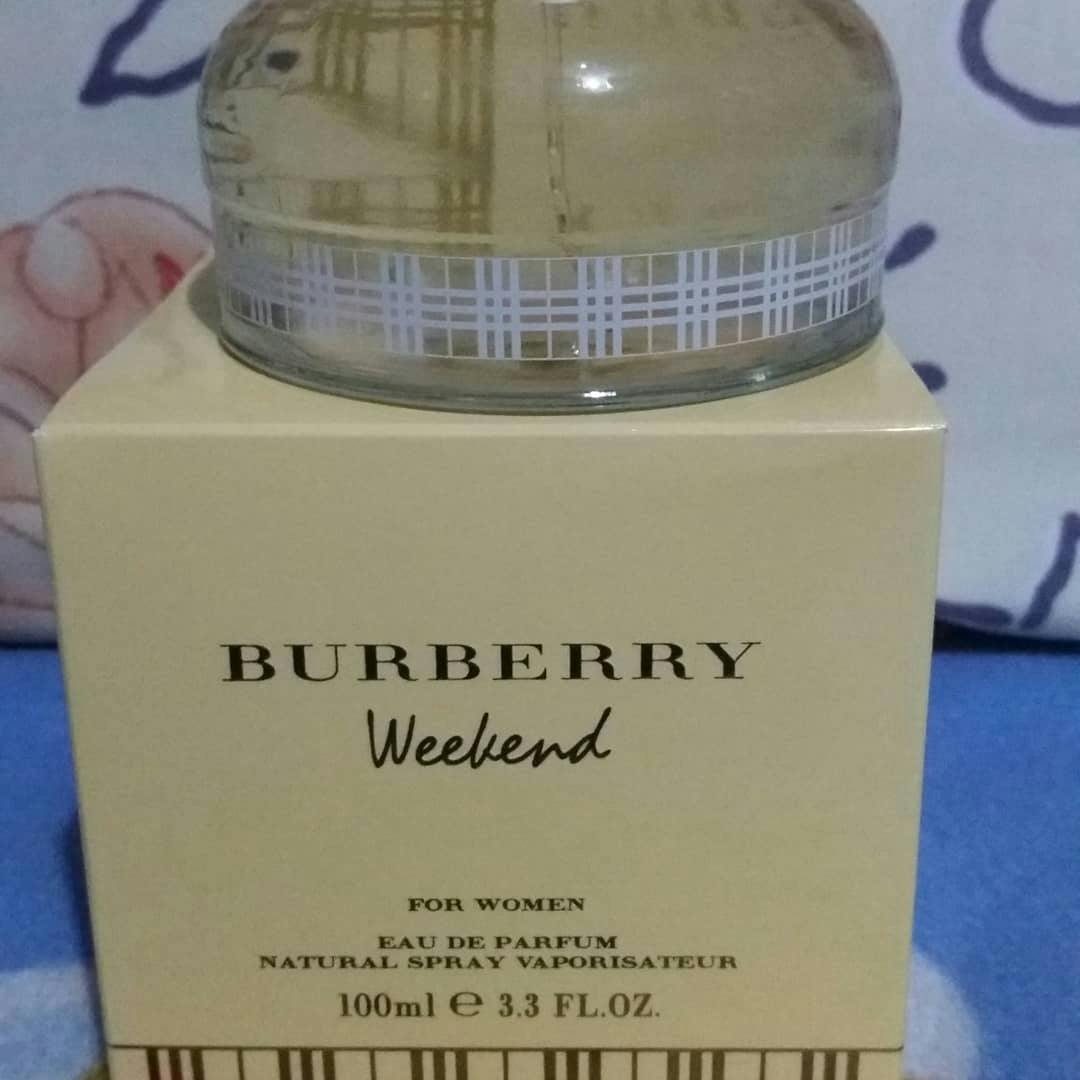 BURBERRY
Weekend
FOR WOMEN
EAU DE PARFUM
NATURAL SPRAY VAPORISATEUR
100ml ℮ 3.3 FL.OZ.